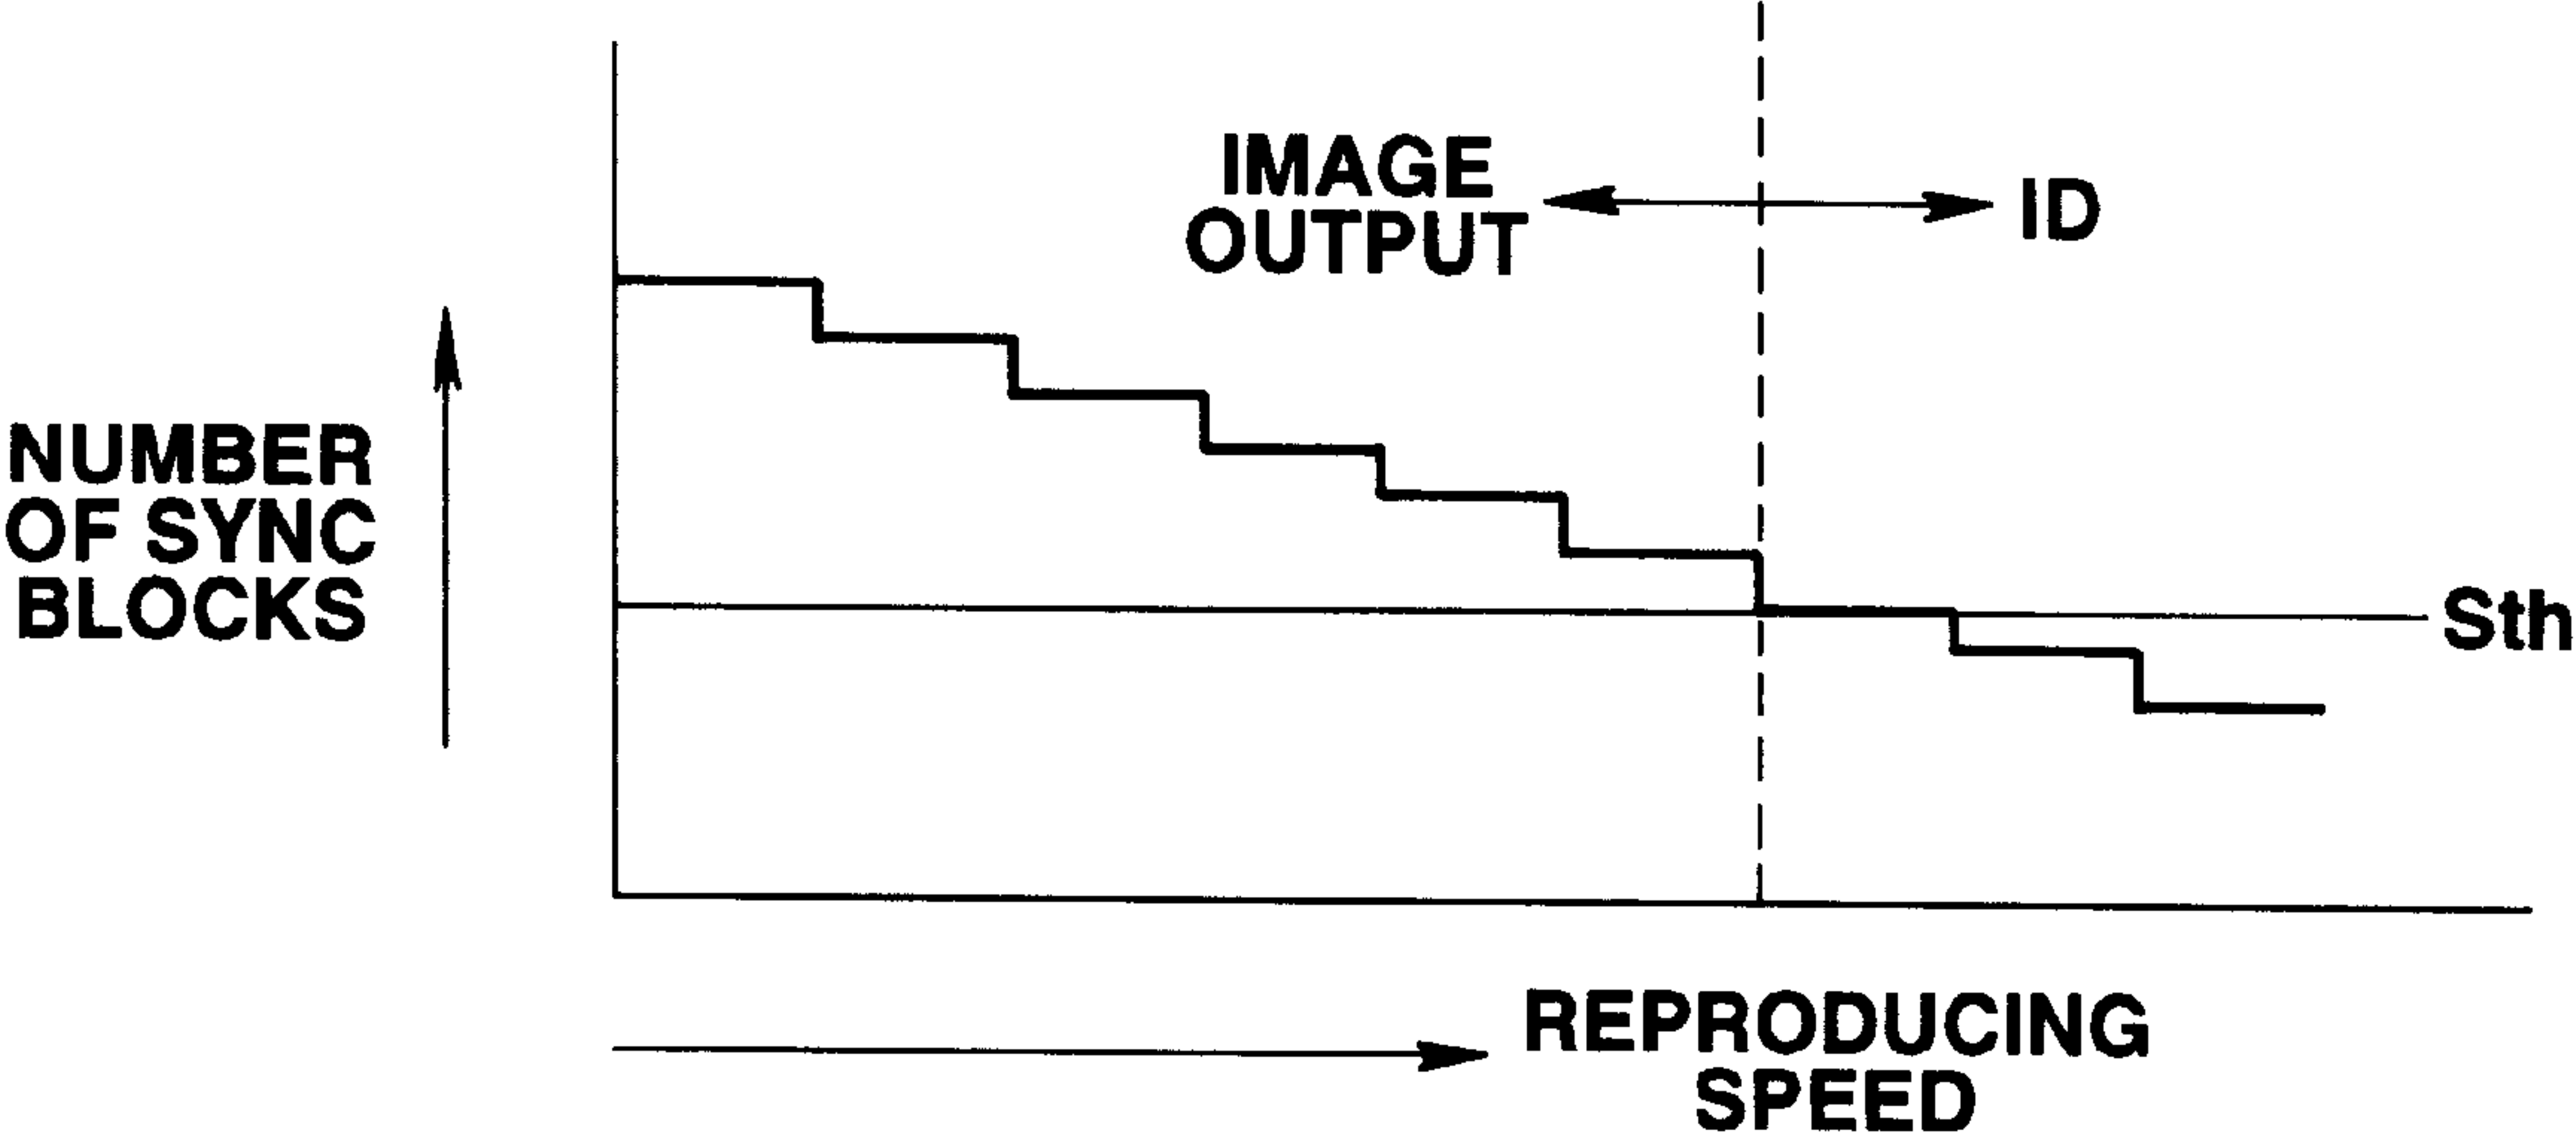 IMAGE
OUTPUT
ID
NUMBER
OF SYNC
BLOCKS
Sth
REPRODUCING
SPEED